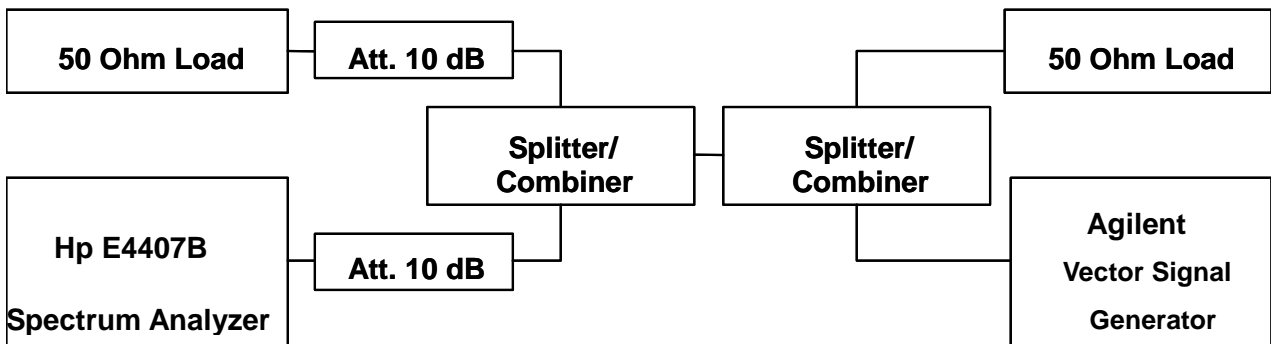 50 Ohm Load
Att. 10 dB
50 Ohm Load
Splitter/
Combiner
Splitter/
Combiner
Hp E4407B
Spectrum Analyzer
Att. 10 dB
Agilent
Vector Signal
Generator